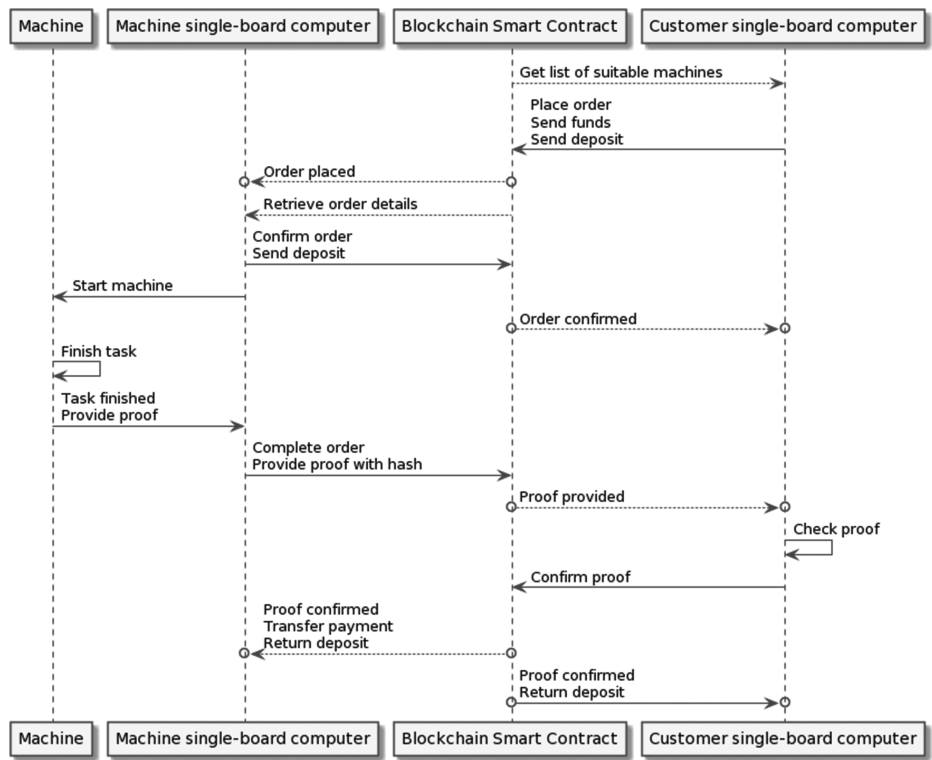 Machine
Machine single-board computer
Blockchain Smart Contract
Customer single-board computer
Get list of suitable machines
Place order
Send funds
Send deposit
Order placed
Retrieve order details
Confirm order
Send deposit
Start machine
Order confirmed
Finish task
Task finished
Provide proof
Complete order
Provide proof with hash
Proof provided
Check proof
Confirm proof
Proof confirmed
Transfer payment
Return deposit
Proof confirmed
Return deposit
Machine
Machine single-board computer
Blockchain Smart Contract
Customer single-board computer